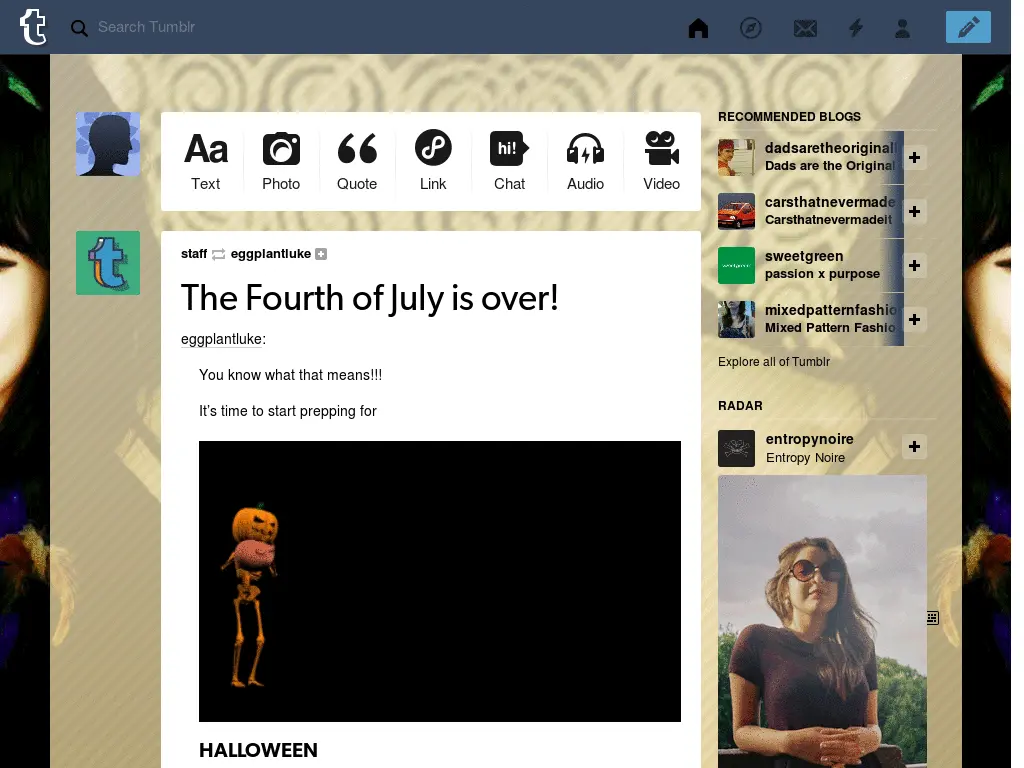 Search Tumblr
Aa
hi!
Text
Photo
Quote
Link
Chat
Audio
Video
staff eggplantluke
The Fourth of July is over!
eggplantluke:
You know what that means!!!
It's time to start prepping for
HALLOWEEN
RECOMMENDED BLOGS
dadsaretheoriginal
Dads are the Original
carsthatnevermade
Carsthatnevermadeit
sweetgreen
sweetgreen
passion x purpose
mixedpatternfashio
Mixed Pattern Fashio
Explore all of Tumblr
RADAR
entropynoire
Entropy Noire